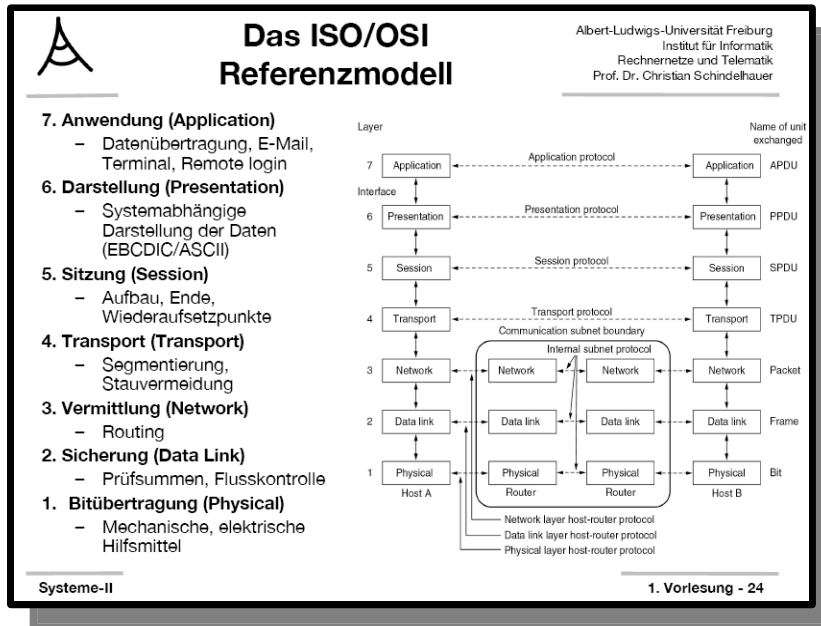 Das ISO/OSI
Referenzmodell
Albert-Ludwigs-Universität Freiburg
Institut für Informatik
Rechnernetze und Telematik
Prof. Dr. Christian Schindelhauer
7. Anwendung (Application)
– Datenübertragung, E-Mail,
Terminal, Remote login
6. Darstellung (Presentation)
– Systemabhängige
Darstellung der Daten
(EBCDIC/ASCII)
5. Sitzung (Session)
– Aufbau, Ende,
Wiederaufsetzpunkte
4. Transport (Transport)
– Segmentierung,
Stauvermeidung
3. Vermittlung (Network)
– Routing
2. Sicherung (Data Link)
– Prüfsummen, Flusskontrolle
1. Bitübertragung (Physical)
– Mechanische, elektrische
Hilfsmittel
Layer
Name of unit
exchanged
7 Application Application protocol Application APDU
Interface
6 Presentation Presentation protocol Presentation PPDU
5 Session Session protocol Session SPDU
4 Transport Transport protocol Transport TPDU
Communication subnet boundary
Internal subnet protocol
3 Network Network Network Network Packet
2 Data link Data link Data link Data link Frame
1 Physical Physical Physical Physical Bit
Host A Router Router Host B
Network layer host-router protocol
Data link layer host-router protocol
Physical layer host-router protocol
Systeme-II
1. Vorlesung - 24